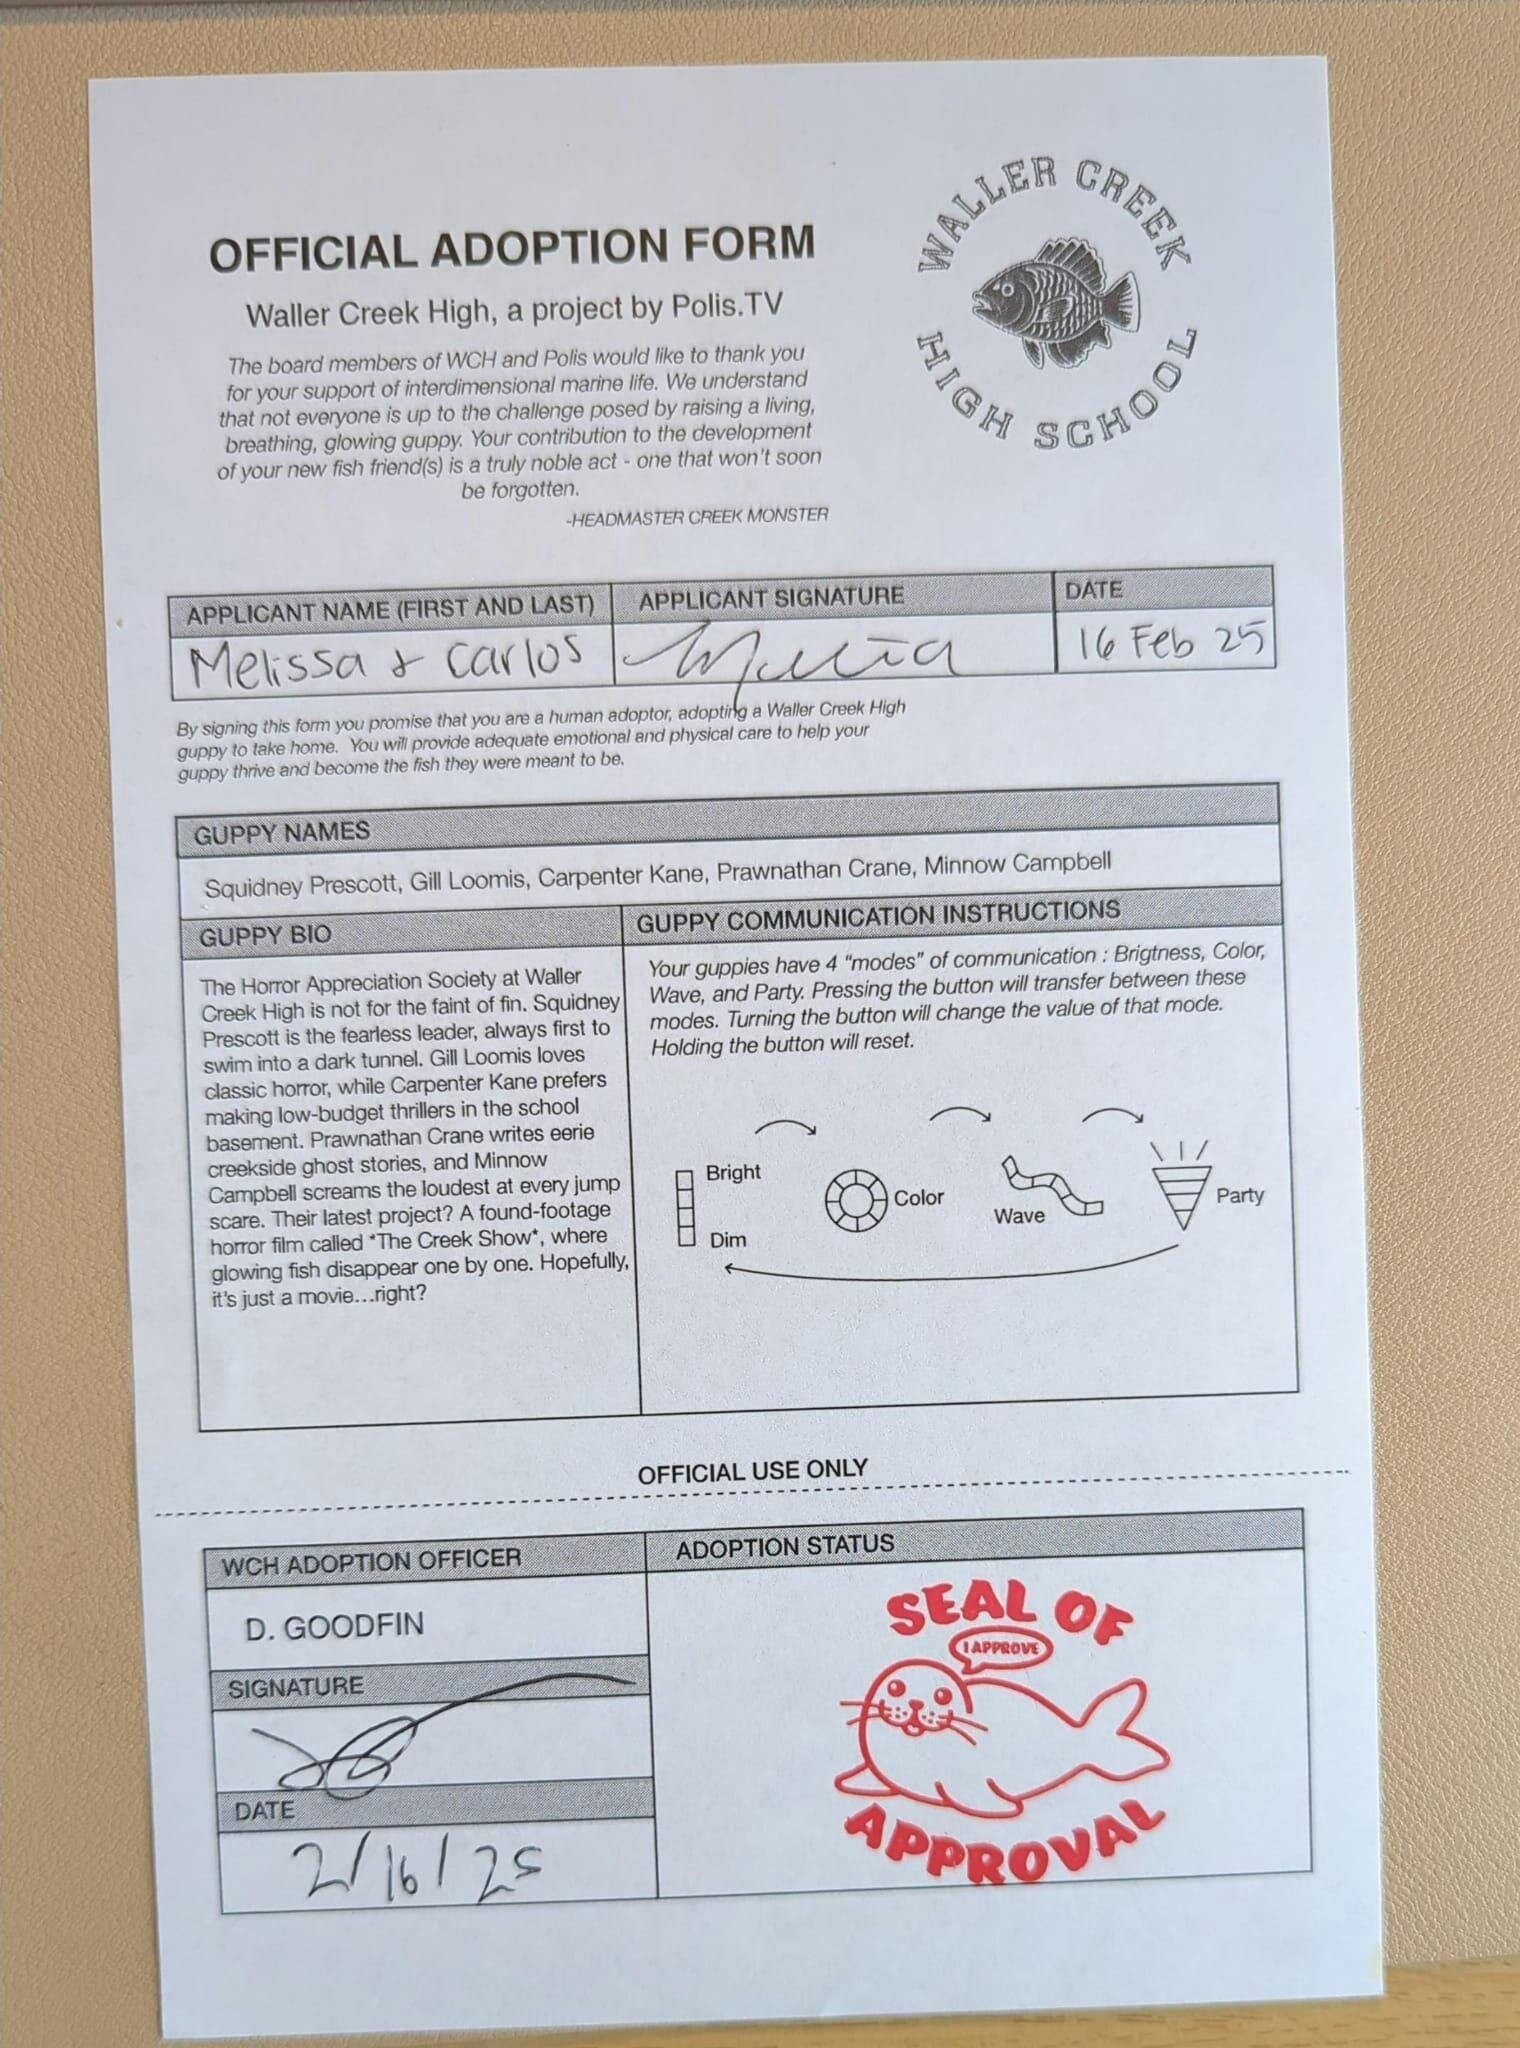 WALLER CREEK
HIGH SCHOOL
OFFICIAL ADOPTION FORM
Waller Creek High, a project by Polis.TV
The board members of WCH and Polis would like to thank you
for your support of interdimensional marine life. We understand
that not everyone is up to the challenge posed by raising a living,
breathing, glowing guppy. Your contribution to the development
of your new fish friend(s) is a truly noble act - one that won't soon
be forgotten.
-HEADMASTER CREEK MONSTER
APPLICANT NAME (FIRST AND LAST)
Melissa & Carlos
APPLICANT SIGNATURE
DATE
16 Feb 25
By signing this form you promise that you are a human adoptor, adopting a Waller Creek High
guppy to take home. You will provide adequate emotional and physical care to help your
guppy thrive and become the fish they were meant to be.
GUPPY NAMES
Squidney Prescott, Gill Loomis, Carpenter Kane, Prawnathan Crane, Minnow Campbell
GUPPY BIO
The Horror Appreciation Society at Waller
Creek High is not for the faint of fin. Squidney
Prescott is the fearless leader, always first to
swim into a dark tunnel. Gill Loomis loves
classic horror, while Carpenter Kane prefers
making low-budget thrillers in the school
basement. Prawnathan Crane writes eerie
creekside ghost stories, and Minnow
Campbell screams the loudest at every jump
scare. Their latest project? A found-footage
horror film called *The Creek Show*, where
glowing fish disappear one by one. Hopefully,
it's just a movie...right?
GUPPY COMMUNICATION INSTRUCTIONS
Your guppies have 4 “modes” of communication : Brigtness, Color,
Wave, and Party. Pressing the button will transfer between these
modes. Turning the button will change the value of that mode.
Holding the button will reset.
Bright
Dim
Color
Wave
Party
OFFICIAL USE ONLY
WCH ADOPTION OFFICER
D. GOODFIN
SIGNATURE
DATE
2/16/25
ADOPTION STATUS
SEAL OF
I APPROVE
APPROVAL